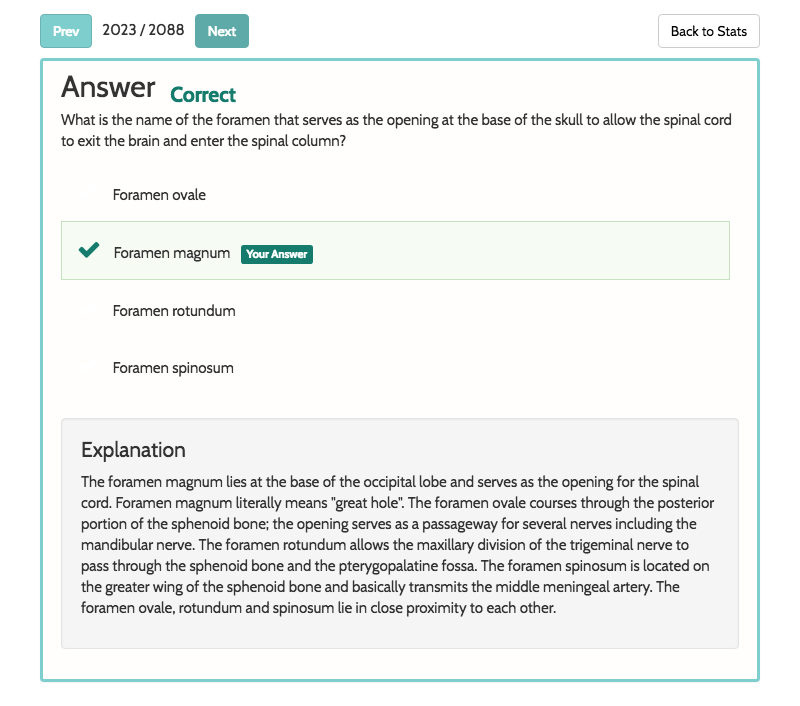 Prev 2023 / 2088 Next Back to Stats
Answer Correct
What is the name of the foramen that serves as the opening at the base of the skull to allow the spinal cord
to exit the brain and enter the spinal column?
Foramen ovale
Foramen magnum Your Answer
Foramen rotundum
Foramen spinosum
Explanation
The foramen magnum lies at the base of the occipital lobe and serves as the opening for the spinal
cord. Foramen magnum literally means "great hole". The foramen ovale courses through the posterior
portion of the sphenoid bone; the opening serves as a passageway for several nerves including the
mandibular nerve. The foramen rotundum allows the maxillary division of the trigeminal nerve to
pass through the sphenoid bone and the pterygopalatine fossa. The foramen spinosum is located on
the greater wing of the sphenoid bone and basically transmits the middle meningeal artery. The
foramen ovale, rotundum and spinosum lie in close proximity to each other.